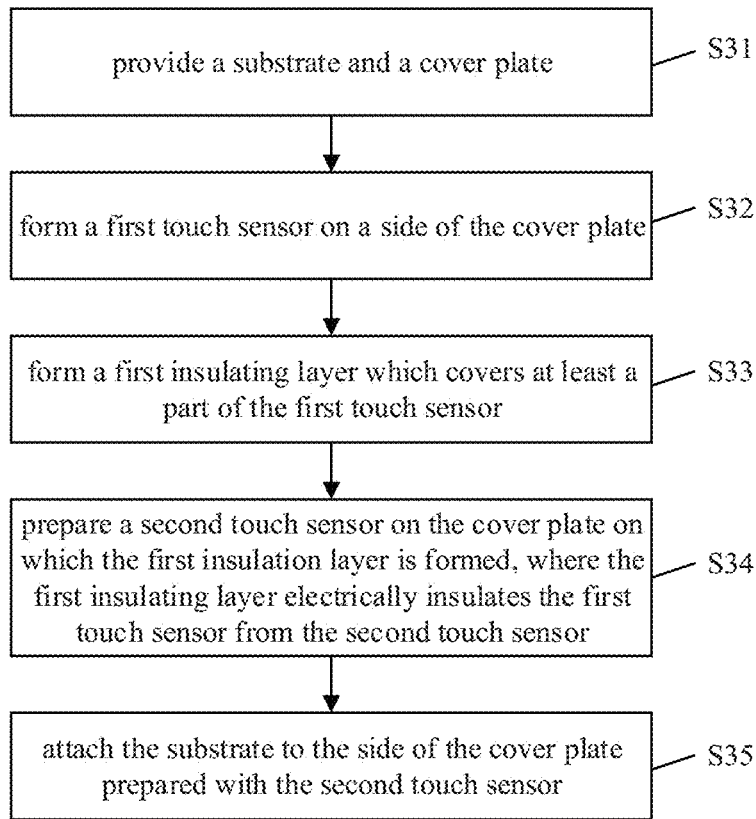 provide a substrate and a cover plate
S31
form a first touch sensor on a side of the cover plate
S32
form a first insulating layer which covers at least a
part of the first touch sensor
S33
prepare a second touch sensor on the cover plate on
which the first insulation layer is formed, where the
first insulating layer electrically insulates the first
touch sensor from the second touch sensor
S34
attach the substrate to the side of the cover plate
prepared with the second touch sensor
S35